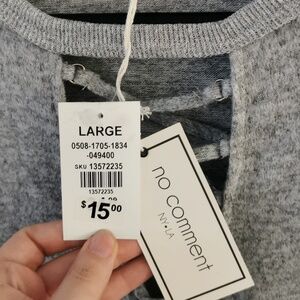 LARGE
0508-1705-1834
-049400
SKU 13572235
13572235
$15.00
no comment
NY•LA